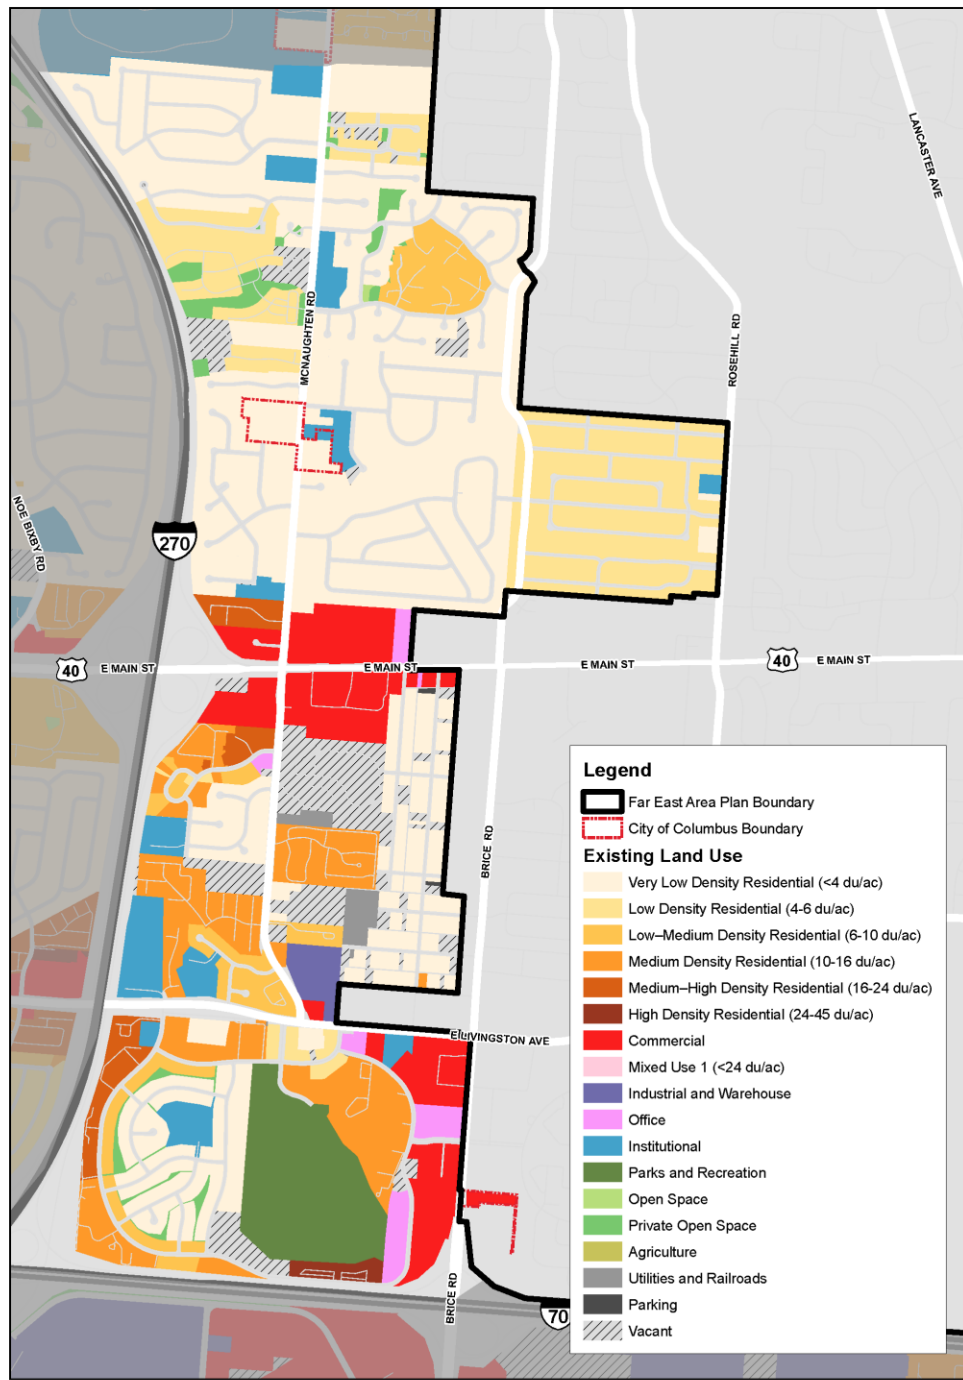 LANCASTER AVE
MCNAUGHTEN RD
ROSEHILL RD
NOE BIXBY RD
270
40
E MAIN ST
E MAIN ST
E MAIN ST
40
E MAIN ST
BRICE RD
E LIVINGSTON AVE
BRICE RD
70
Legend
Far East Area Plan Boundary
City of Columbus Boundary
Existing Land Use
Very Low Density Residential (<4 du/ac)
Low Density Residential (4-6 du/ac)
Low–Medium Density Residential (6-10 du/ac)
Medium Density Residential (10-16 du/ac)
Medium–High Density Residential (16-24 du/ac)
High Density Residential (24-45 du/ac)
Commercial
Mixed Use 1 (<24 du/ac)
Industrial and Warehouse
Office
Institutional
Parks and Recreation
Open Space
Private Open Space
Agriculture
Utilities and Railroads
Parking
Vacant